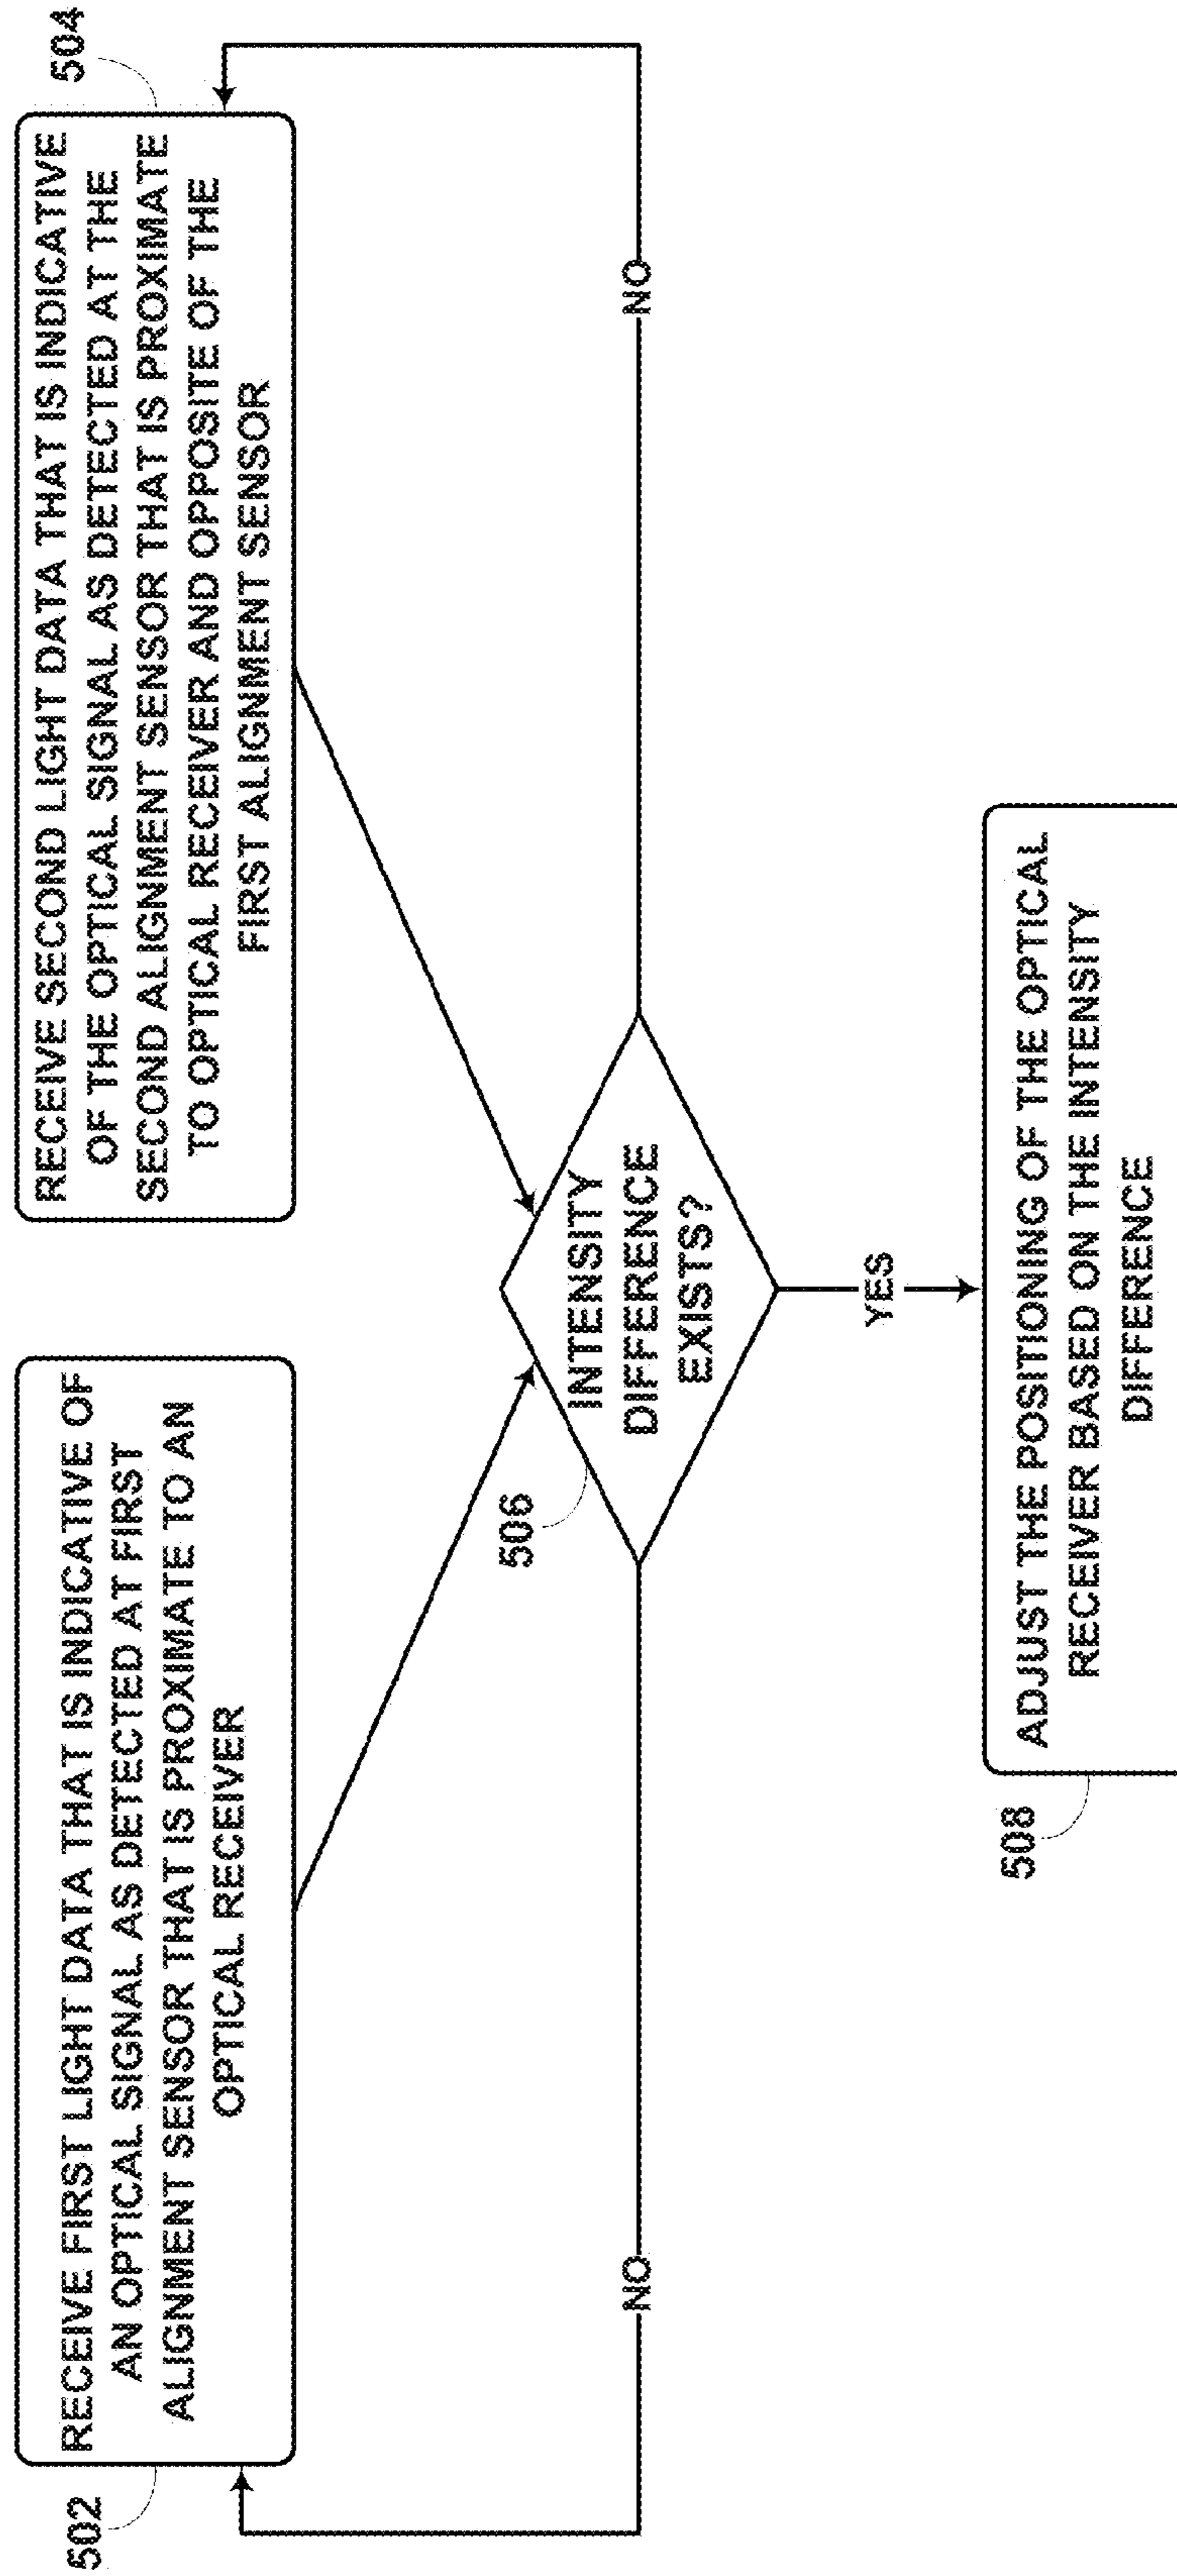 502
RECEIVE FIRST LIGHT DATA THAT IS INDICATIVE OF
AN OPTICAL SIGNAL AS DETECTED AT FIRST
ALIGNMENT SENSOR THAT IS PROXIMATE TO AN
OPTICAL RECEIVER
504
RECEIVE SECOND LIGHT DATA THAT IS INDICATIVE
OF THE OPTICAL SIGNAL AS DETECTED AT THE
SECOND ALIGNMENT SENSOR THAT IS PROXIMATE
TO OPTICAL RECEIVER AND OPPOSITE OF THE
FIRST ALIGNMENT SENSOR
506
INTENSITY
DIFFERENCE
EXISTS?
NO
NO
YES
508
ADJUST THE POSITIONING OF THE OPTICAL
RECEIVER BASED ON THE INTENSITY
DIFFERENCE